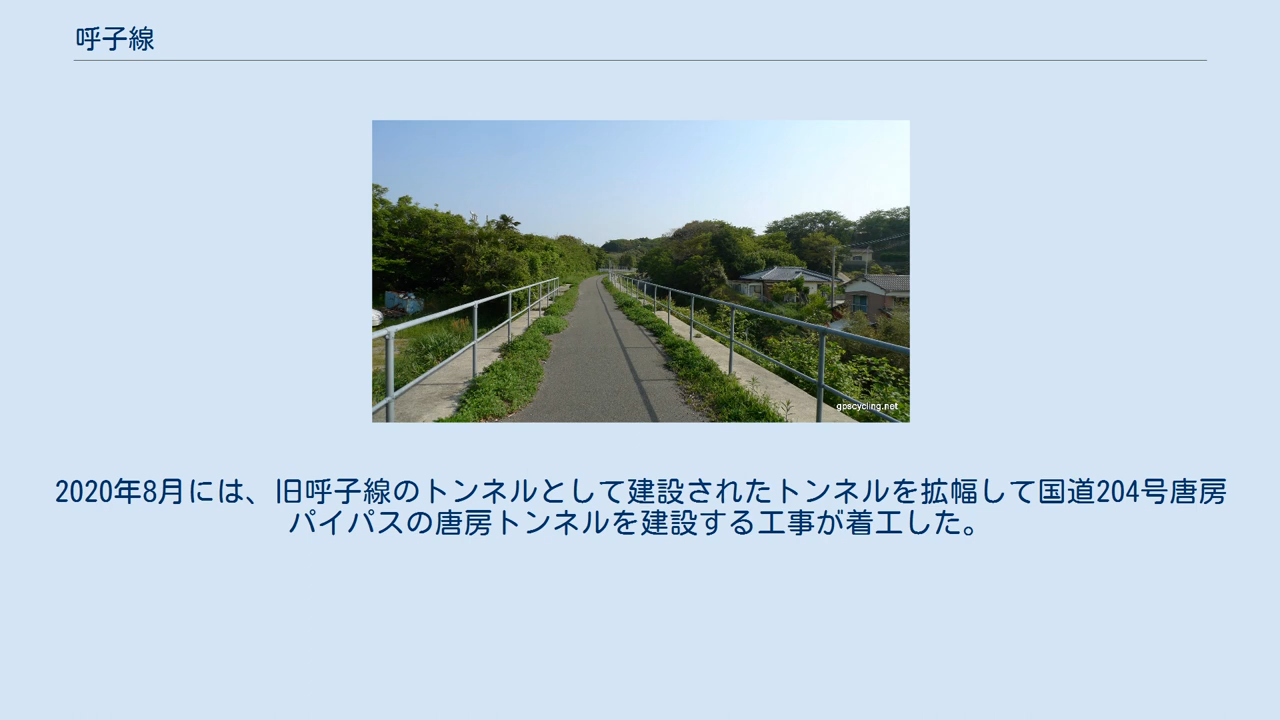 呼子線
gpscycling.net
2020年8月には、旧呼子線のトンネルとして建設されたトンネルを拡幅して国道204号唐房
バイパスの唐房トンネルを建設する工事が着工した。